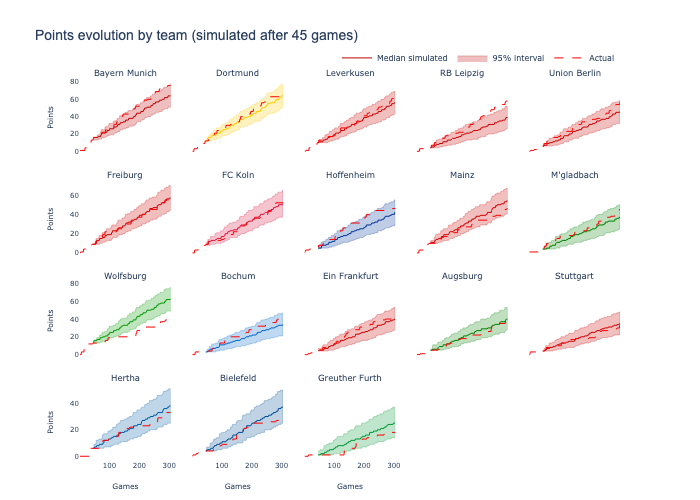 Points evolution by team (simulated after 45 games)
Median simulated 95% interval Actual
Bayern Munich Dortmund Leverkusen RB Leipzig Union Berlin
80
60
40
20
0
Points
Freiburg FC Koln Hoffenheim Mainz M'gladbach
60
40
20
0
Points
Wolfsburg Bochum Ein Frankfurt Augsburg Stuttgart
80
60
40
20
0
Points
Hertha Bielefeld Greuther Furth
40
20
0
Points
100 200 300 100 200 300 100 200 300
Games Games Games